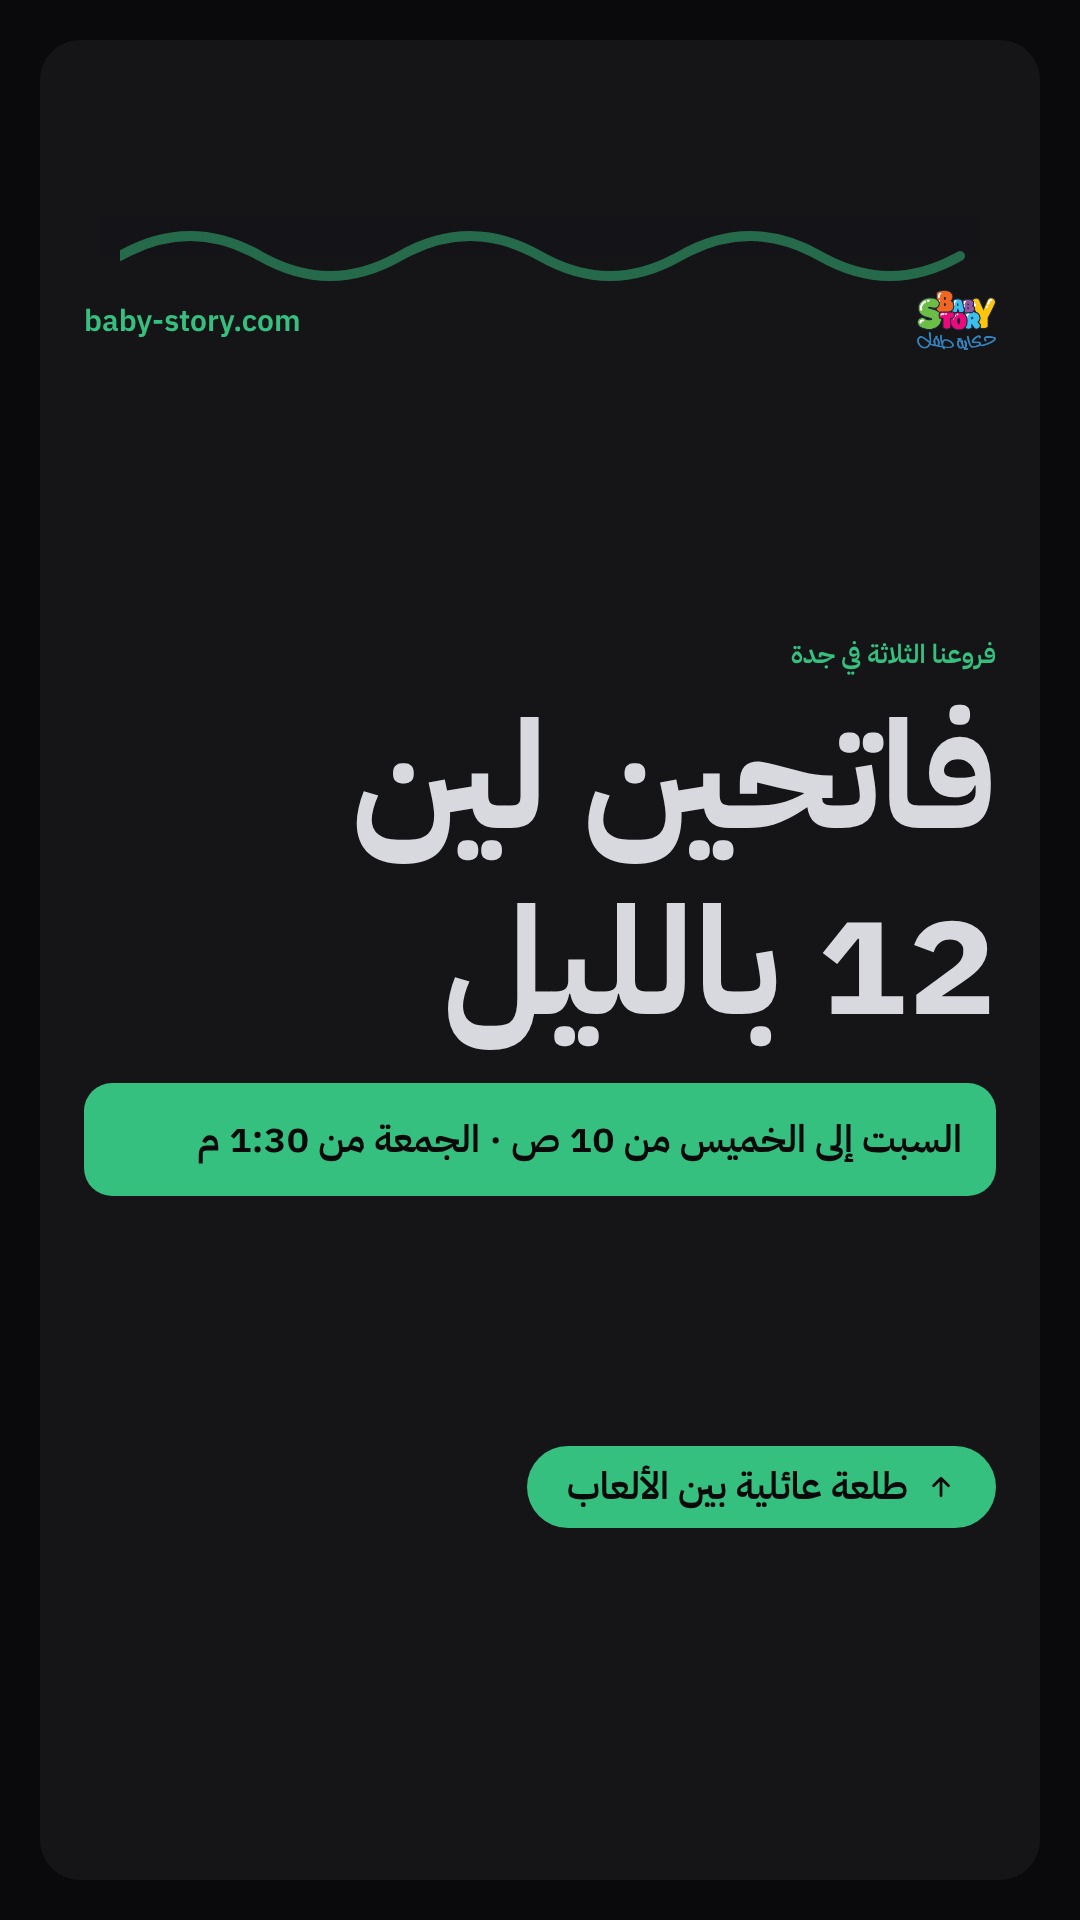 baby-story.com
BABY STORY
حكاية طفل
فروعنا الثلاثة في جدة
فاتحين لين
12 بالليل
السبت إلى الخميس من 10 ص · الجمعة من 1:30 م
↑ طلعة عائلية بين الألعاب